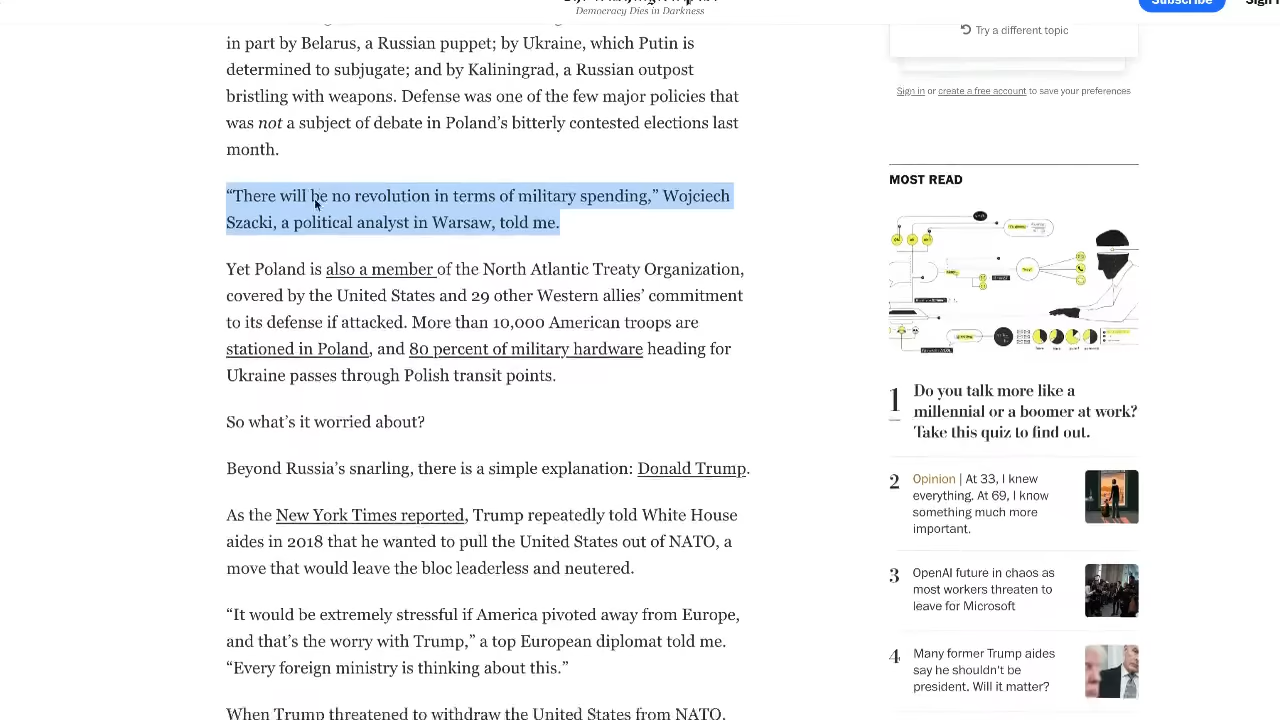 Democracy Dies in Darkness
Subscribe
in part by Belarus, a Russian puppet; by Ukraine, which Putin is
determined to subjugate; and by Kaliningrad, a Russian outpost
bristling with weapons. Defense was one of the few major policies that
was not a subject of debate in Poland’s bitterly contested elections last
month.
“There will be no revolution in terms of military spending,” Wojciech
Szacki, a political analyst in Warsaw, told me.
Yet Poland is also a member of the North Atlantic Treaty Organization,
covered by the United States and 29 other Western allies’ commitment
to its defense if attacked. More than 10,000 American troops are
stationed in Poland, and 80 percent of military hardware heading for
Ukraine passes through Polish transit points.
So what’s it worried about?
Beyond Russia’s snarling, there is a simple explanation: Donald Trump.
As the New York Times reported, Trump repeatedly told White House
aides in 2018 that he wanted to pull the United States out of NATO, a
move that would leave the bloc leaderless and neutered.
“It would be extremely stressful if America pivoted away from Europe,
and that’s the worry with Trump,” a top European diplomat told me.
“Every foreign ministry is thinking about this.”
When Trump threatened to withdraw the United States from NATO,
Try a different topic
Sign in or create a free account to save your preferences
MOST READ
1
Do you talk more like a
millennial or a boomer at work?
Take this quiz to find out.
2
Opinion | At 33, I knew
everything. At 69, I know
something much more
important.
3
OpenAI future in chaos as
most workers threaten to
leave for Microsoft
4
Many former Trump aides
say he shouldn’t be
president. Will it matter?